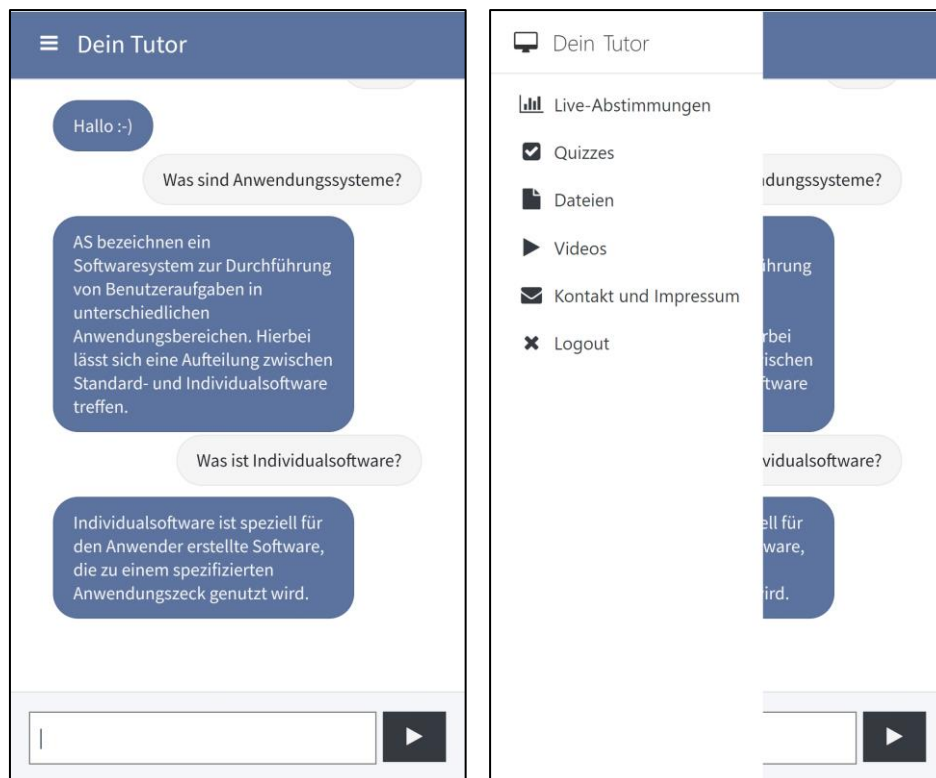 Dein Tutor
Hallo :-)
Was sind Anwendungssysteme?
AS bezeichnen ein
Softwaresystem zur Durchführung
von Benutzeraufgaben in
unterschiedlichen
Anwendungsbereichen. Hierbei
lässt sich eine Aufteilung zwischen
Standard- und Individualsoftware
treffen.
Was ist Individualsoftware?
Individualsoftware ist speziell für
den Anwender erstellte Software,
die zu einem spezifizierten
Anwendungszeck genutzt wird.
Dein Tutor
Live-Abstimmungen
Quizzes
Dateien
Videos
Kontakt und Impressum
Logout
dungssysteme?
ührung
rbei
ischen
tware
vidualsoftware?
ell für
ware,
ird.